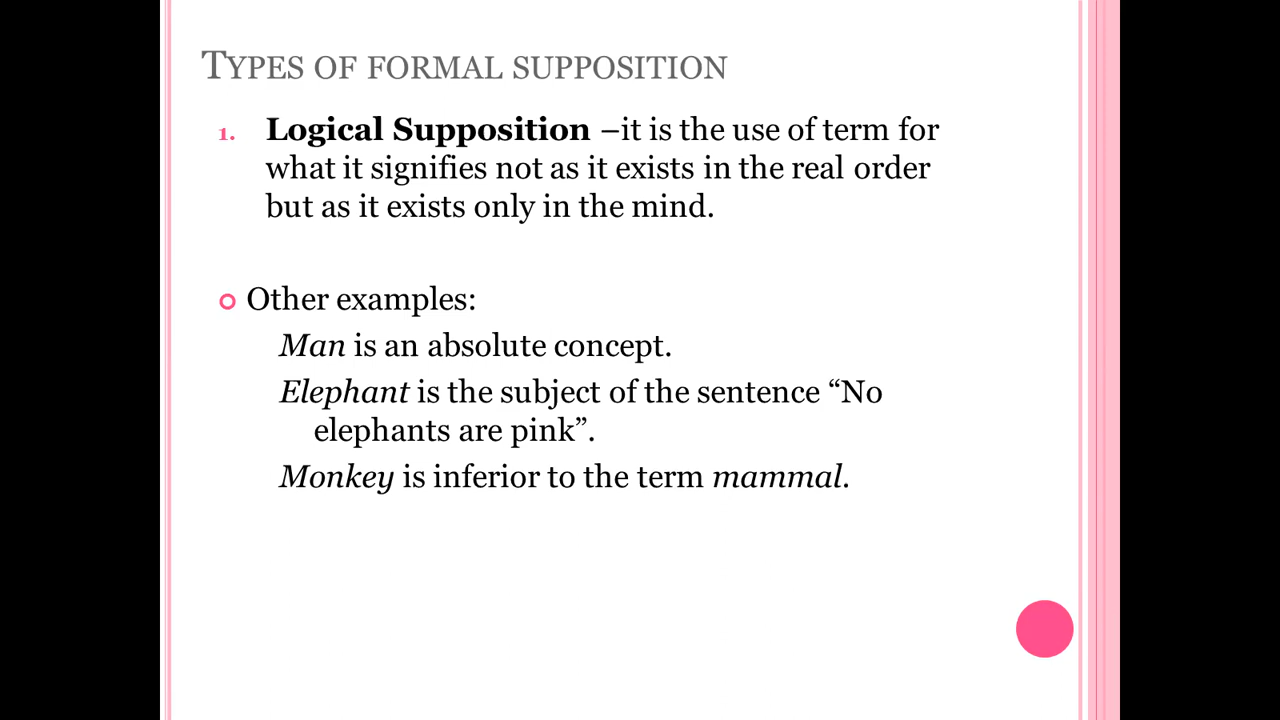 TYPES OF FORMAL SUPPOSITION
1. Logical Supposition –it is the use of term for
what it signifies not as it exists in the real order
but as it exists only in the mind.
Other examples:
Man is an absolute concept.
Elephant is the subject of the sentence “No
elephants are pink”.
Monkey is inferior to the term mammal.